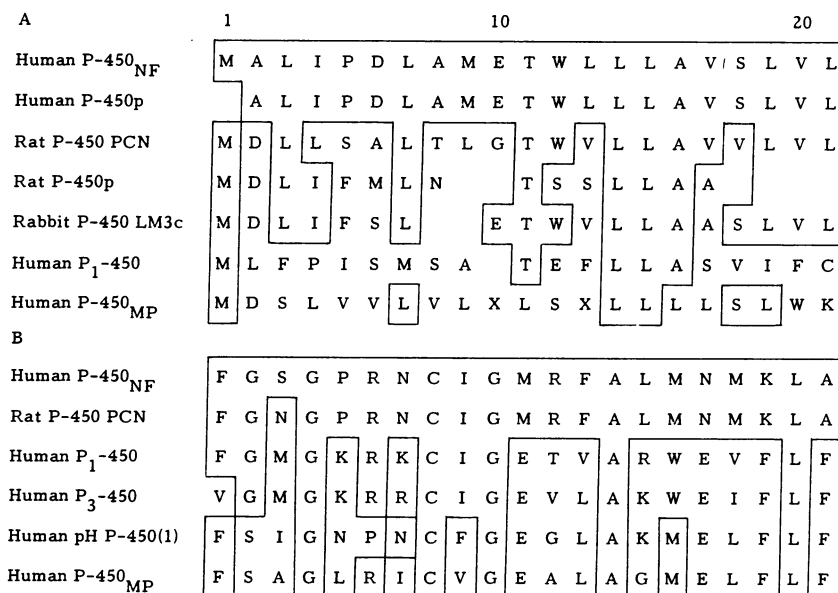 A 1 10 20
Human P-450NF M A L I P D L A M E T W L L L A V S L V L
Human P-450p A L I P D L A M E T W L L L A V S L V L
Rat P-450 PCN M D L L S A L T L G T W V L L A V V L V L
Rat P-450p M D L I F M L N T S S L L A A
Rabbit P-450 LM3c M D L I F S L E T W V L L A A S L V L
Human P1-450 M L F P I S M S A T E F L L A S V I F C
Human P-450MP M D S L V V L V L X L S X L L L L S L W K
B
Human P-450NF F G S G P R N C I G M R F A L M N M K L A
Rat P-450 PCN F G N G P R N C I G M R F A L M N M K L A
Human P1-450 F G M G K R K C I G E T V A R W E V F L F
Human P3-450 V G M G K R R C I G E V L A K W E I F L F
Human pH P-450(1) F S I G N P N C F G E G L A K M E L F L F
Human P-450MP F S A G L R I C V G E A L A G M E L F L F